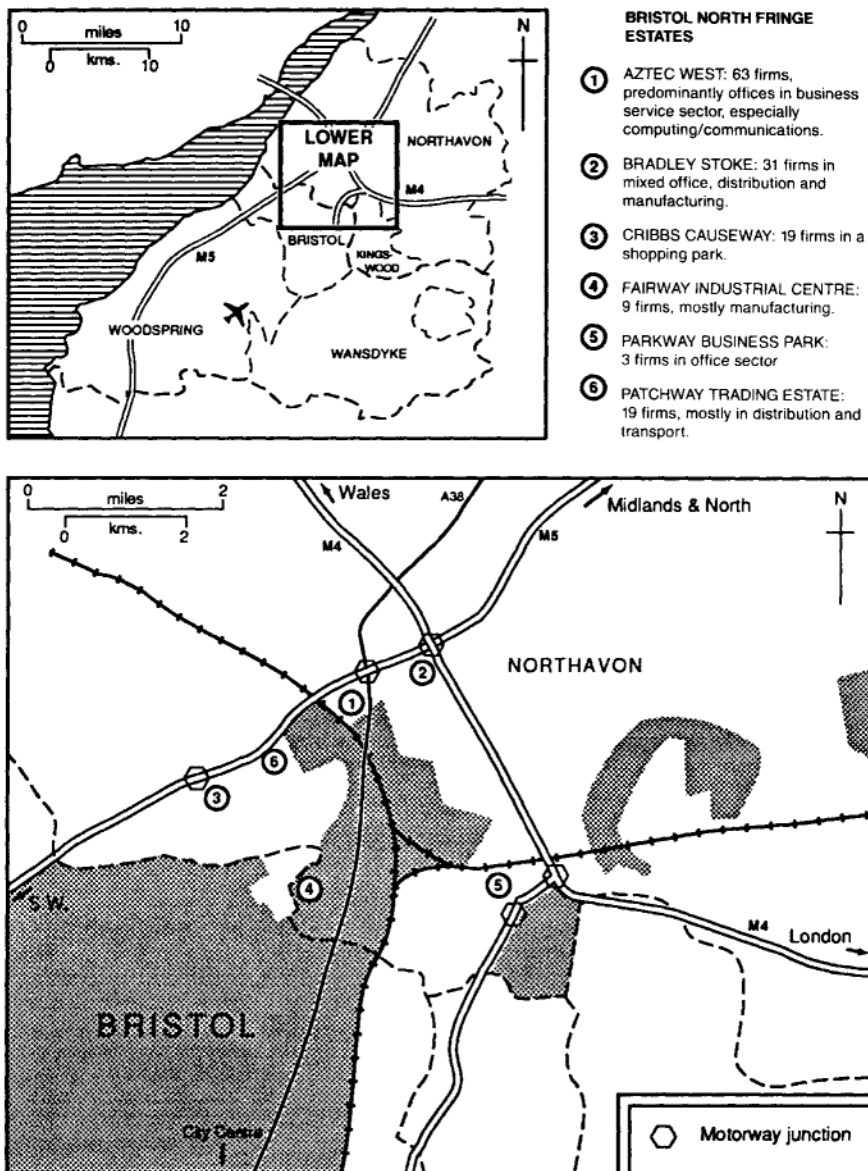 0 miles 10
0 kms. 10
N
LOWER
MAP
NORTHAVON
M4
M5
BRISTOL
KINGS-
WOOD
WOODSPRING
WANSDYKE
BRISTOL NORTH FRINGE
ESTATES
1 AZTEC WEST: 63 firms,
predominantly offices in business
service sector, especially
computing/communications.
2 BRADLEY STOKE: 31 firms in
mixed office, distribution and
manufacturing.
3 CRIBBS CAUSEWAY: 19 firms in a
shopping park.
4 FAIRWAY INDUSTRIAL CENTRE:
9 firms, mostly manufacturing.
5 PARKWAY BUSINESS PARK:
3 firms in office sector
6 PATCHWAY TRADING ESTATE:
19 firms, mostly in distribution and
transport.
0 miles 2
0 kms. 2
Wales
A38
Midlands & North
N
M4
M5
NORTHAVON
2
1
6
3
4
5
S.W.
M4
London
BRISTOL
City Centre
Motorway junction